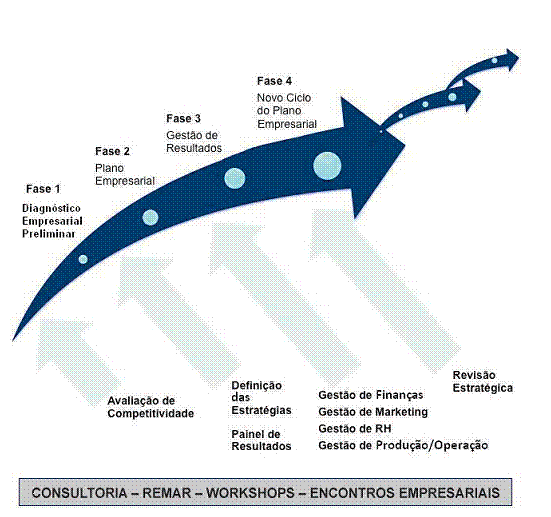 Fase 4
Novo Ciclo
do Plano
Empresarial
Fase 3
Gestão de
Resultados
Fase 2
Plano
Empresarial
Fase 1
Diagnóstico
Empresarial
Preliminar
Avaliação de
Competitividade
Definição
das
Estratégias
Painel de
Resultados
Gestão de Finanças
Gestão de Marketing
Gestão de RH
Gestão de Produção/Operação
Revisão
Estratégica
CONSULTORIA – REMAR – WORKSHOPS – ENCONTROS EMPRESARIAIS